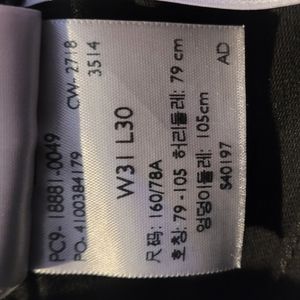 PC9- 18881-0049
PO- 4100384179
CW- 2718
3514
W31 L30
尺码: 160/78A
호칭: 79 -105 허리둘레: 79 cm
엉덩이둘레: 105cm
S40197
AD